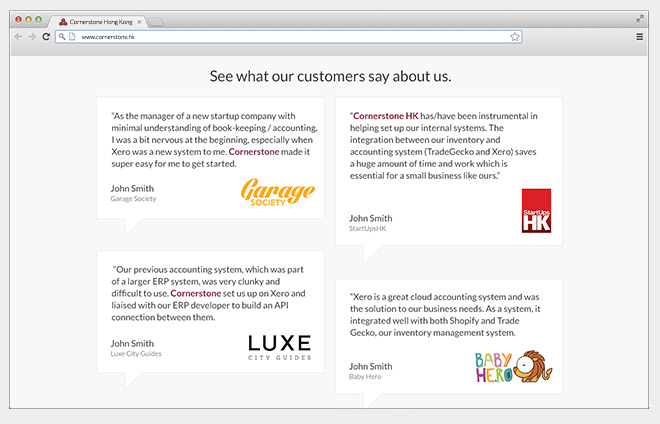 Cornerstone Hong Kong
www.cornerstone.hk
See what our customers say about us.
"As the manager of a new startup company with
minimal understanding of book-keeping / accounting,
I was a bit nervous at the beginning, especially when
Xero was a new system to me. Cornerstone made it
super easy for me to get started.
John Smith
Garage Society
Garage
SOCIETY
"Cornerstone HK has/have been instrumental in
helping set up our internal systems. The
integration between our inventory and
accounting system (TradeGecko and Xero) saves
a huge amount of time and work which is
essential for a small business like ours."
John Smith
StartUpsHK
StartUps
HK
"Our previous accounting system, which was part
of a larger ERP system, was very clunky and
difficult to use. Cornerstone set us up on Xero and
liaised with our ERP developer to build an API
connection between them.
John Smith
Luxe City Guides
LUXE
CITY GUIDES
"Xero is a great cloud accounting system and was
the solution to our business needs. As a system, it
integrated well with both Shopify and Trade
Gecko, our inventory management system.
John Smith
Baby Hero
BABY
HERO